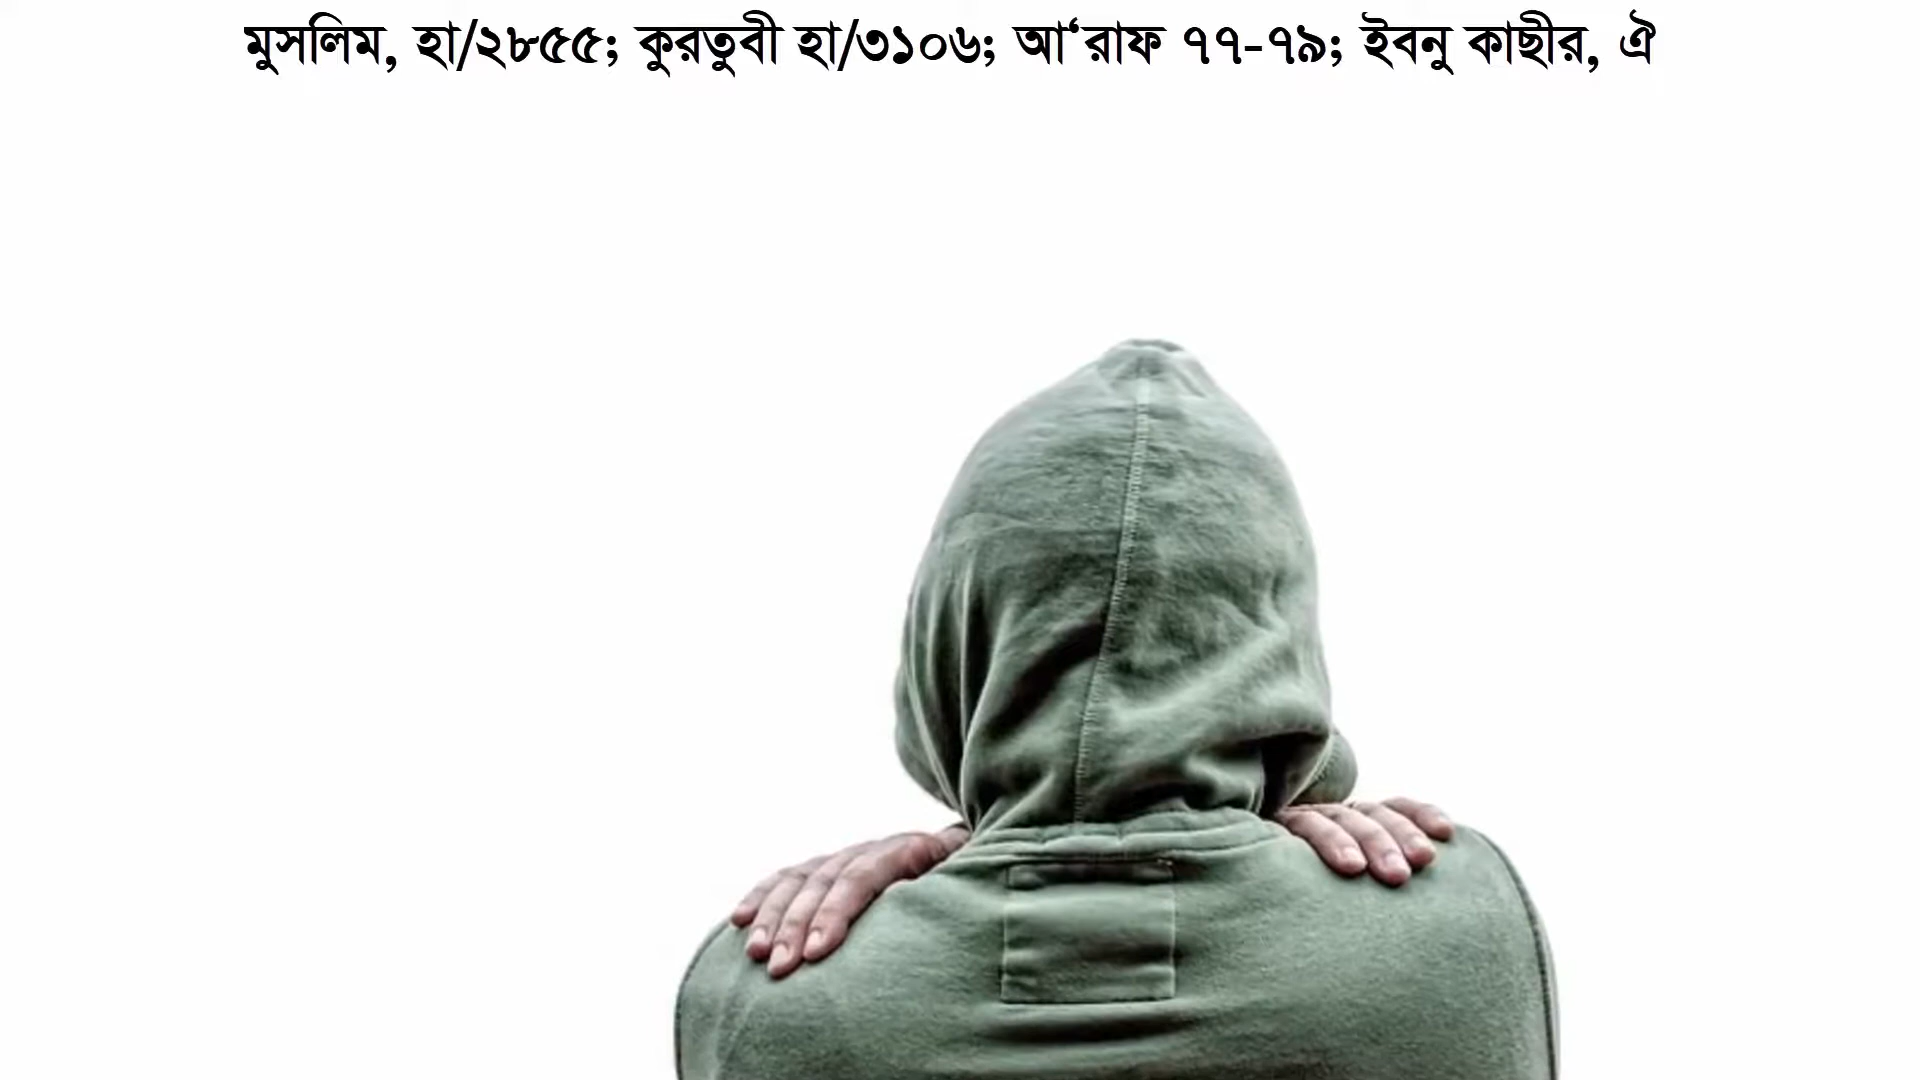 মুসলিম, হা/২৮৫৫; কুরতুবী হা/৩১০৬; আ‘রাফ ৭৭-৭৯; ইবনু কাছীর, ঐ